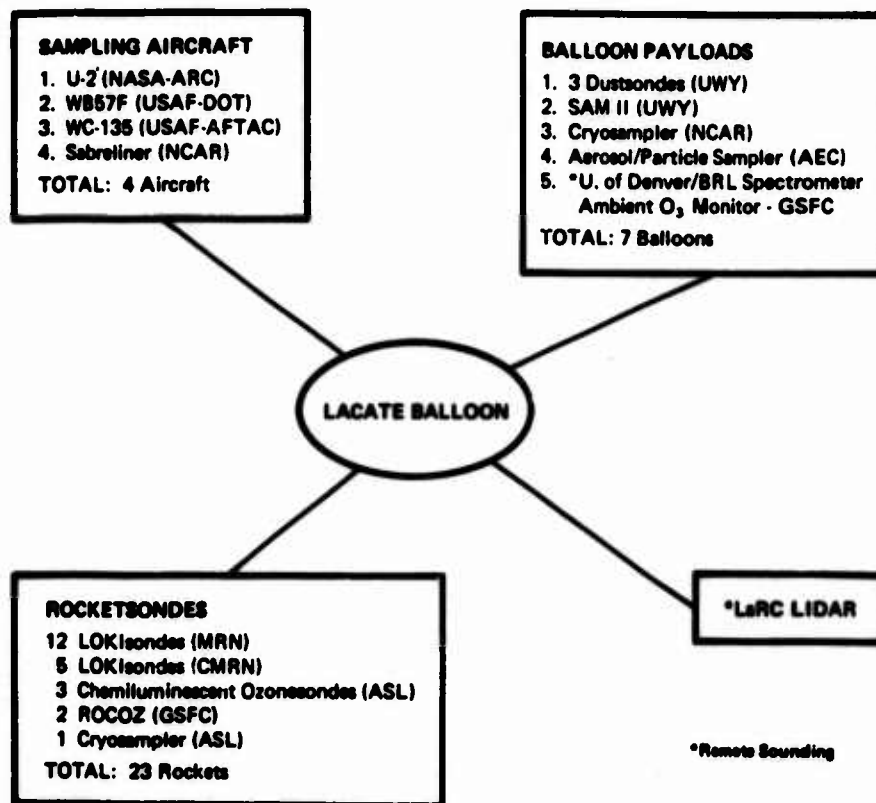 SAMPLING AIRCRAFT
1. U-2 (NASA-ARC)
2. WB57F (USAF-DOT)
3. WC-135 (USAF-AFTAC)
4. Sabreliner (NCAR)
TOTAL: 4 Aircraft
BALLOON PAYLOADS
1. 3 Dustsondes (UWY)
2. SAM II (UWY)
3. Cryosampler (NCAR)
4. Aerosol/Particle Sampler (AEC)
5. *U. of Denver/BRL Spectrometer
Ambient O₃ Monitor - GSFC
TOTAL: 7 Balloons
LACATE BALLOON
ROCKETSONDES
12 LOKIsondes (MRN)
5 LOKIsondes (CMRN)
3 Chemiluminescent Ozonesondes (ASL)
2 ROCOZ (GSFC)
1 Cryosampler (ASL)
TOTAL: 23 Rockets
*LaRC LIDAR
*Remote Sounding